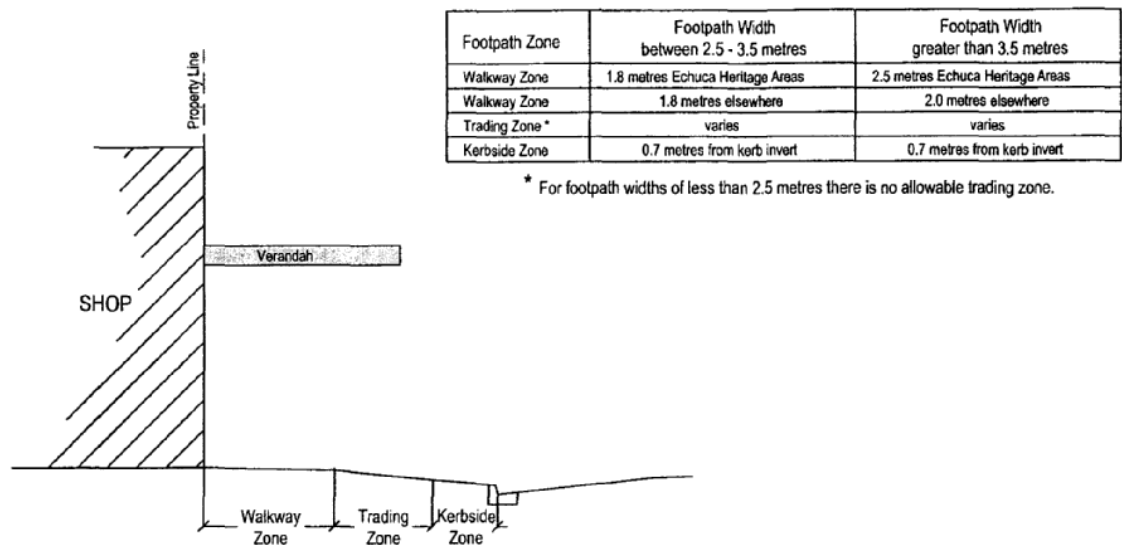 Footpath Zone
Footpath Width
between 2.5 - 3.5 metres
Footpath Width
greater than 3.5 metres
Walkway Zone 1.8 metres Echuca Heritage Areas 2.5 metres Echuca Heritage Areas
Walkway Zone 1.8 metres elsewhere 2.0 metres elsewhere
Trading Zone * varies varies
Kerbside Zone 0.7 metres from kerb invert 0.7 metres from kerb invert
* For footpath widths of less than 2.5 metres there is no allowable trading zone.
Property Line
Verandah
SHOP
Walkway
Zone
Trading
Zone
Kerbside
Zone